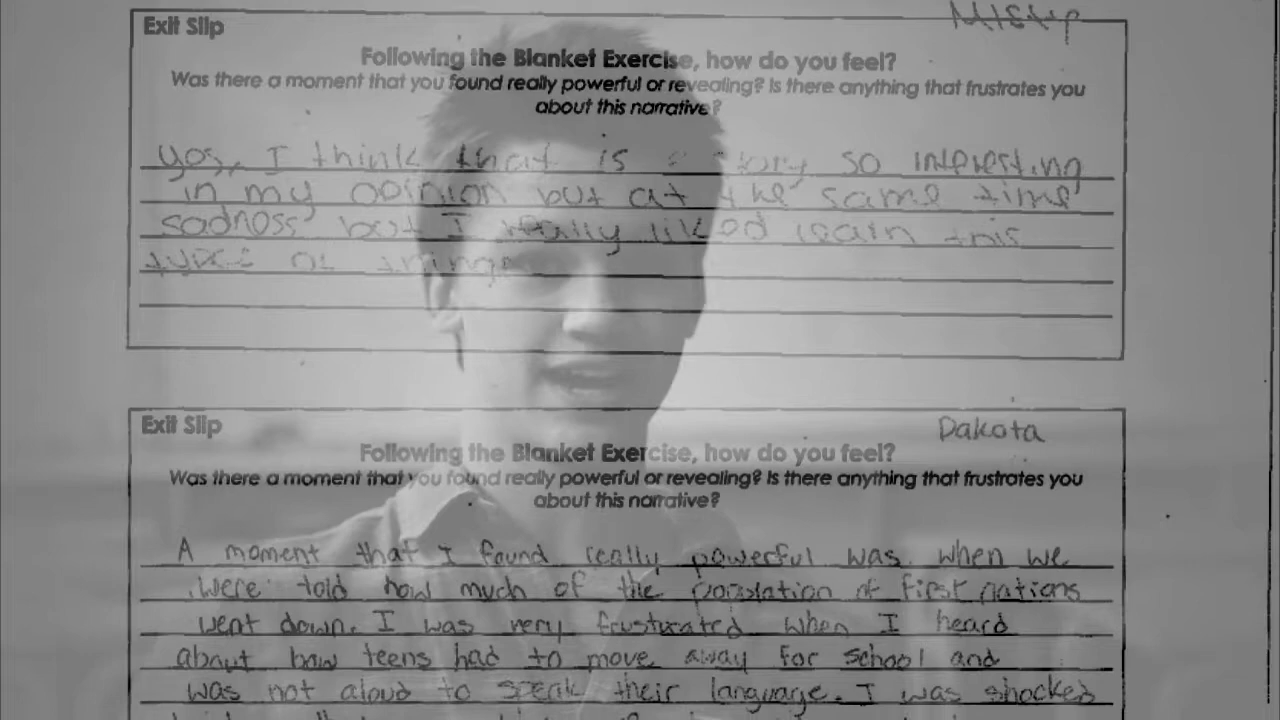 Exit Slip
Following the Blanket Exercise, how do you feel?
Was there a moment that you found really powerful or revealing? Is there anything that frustrates you
about this narrative?
yes, I think that is a story so interesting
in my opinion but at the same time
sadness but I really liked learn this
Exit Slip
Dakota
Following the Blanket Exercise, how do you feel?
Was there a moment that you found really powerful or revealing? Is there anything that frustrates you
about this narrative?
A moment that I found really powerful was when we
were told how much of the population of first nations
went down. I was very frusturated when I heard
about how teens had to move away for school and
was not aloud to speak their language. I was shocked